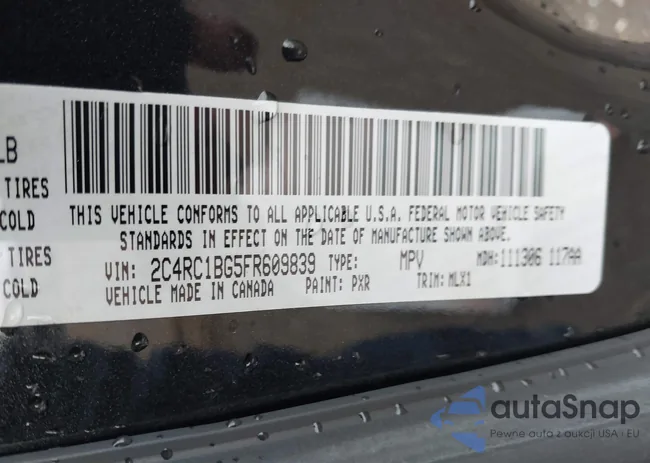 LB
TIRES
COLD
TIRES
COLD
THIS VEHICLE CONFORMS TO ALL APPLICABLE U.S.A. FEDERAL MOTOR VEHICLE SAFETY
STANDARDS IN EFFECT ON THE DATE OF MANUFACTURE SHOWN ABOVE.
VIN: 2C4RC1BG5FR609839 TYPE: MPV MDH:111306 117AA
VEHICLE MADE IN CANADA PAINT: PXR TRIM: MLX1
autaSnap
Pewne auta z aukcji USA i EU